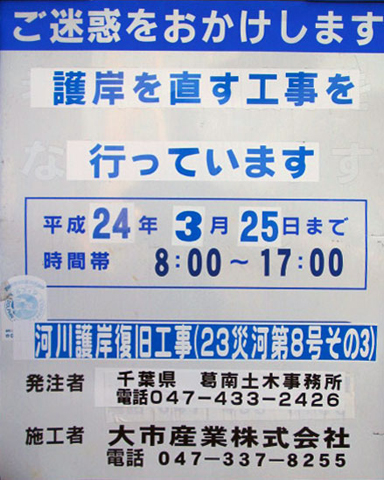 ご迷惑をおかけします
護岸を直す工事を
行っています
平成24年3月25日まで
時間帯 8:00〜17:00
河川護岸復旧工事(23災河第8号その3)
発注者 千葉県 葛南土木事務所
電話047-433-2426
施工者 大市産業株式会社
電話 047-337-8255